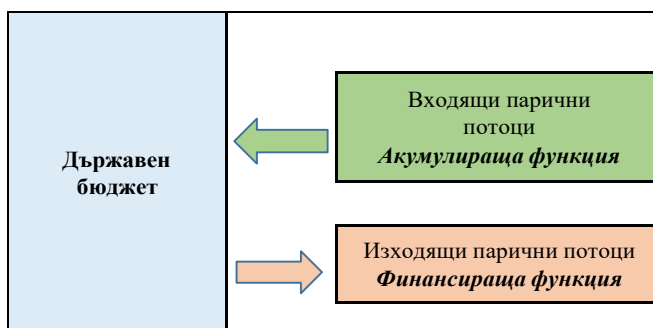 Държавен
бюджет
Входящи парични
потоци
Акумулираща функция
Изходящи парични потоци
Финансираща функция